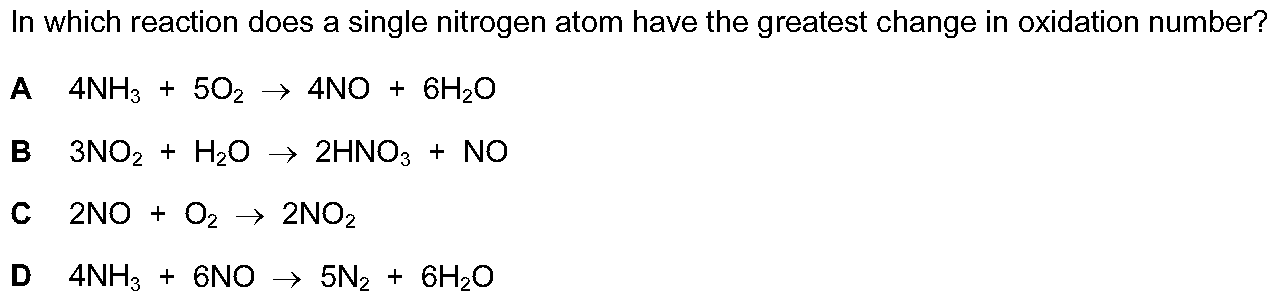 In which reaction does a single nitrogen atom have the greatest change in oxidation number?
A 4NH₃ + 5O₂ → 4NO + 6H₂O
B 3NO₂ + H₂O → 2HNO₃ + NO
C 2NO + O₂ → 2NO₂
D 4NH₃ + 6NO → 5N₂ + 6H₂O